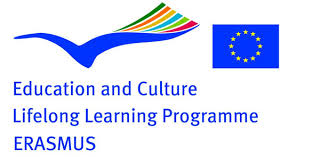 Education and Culture
Lifelong Learning Programme
ERASMUS